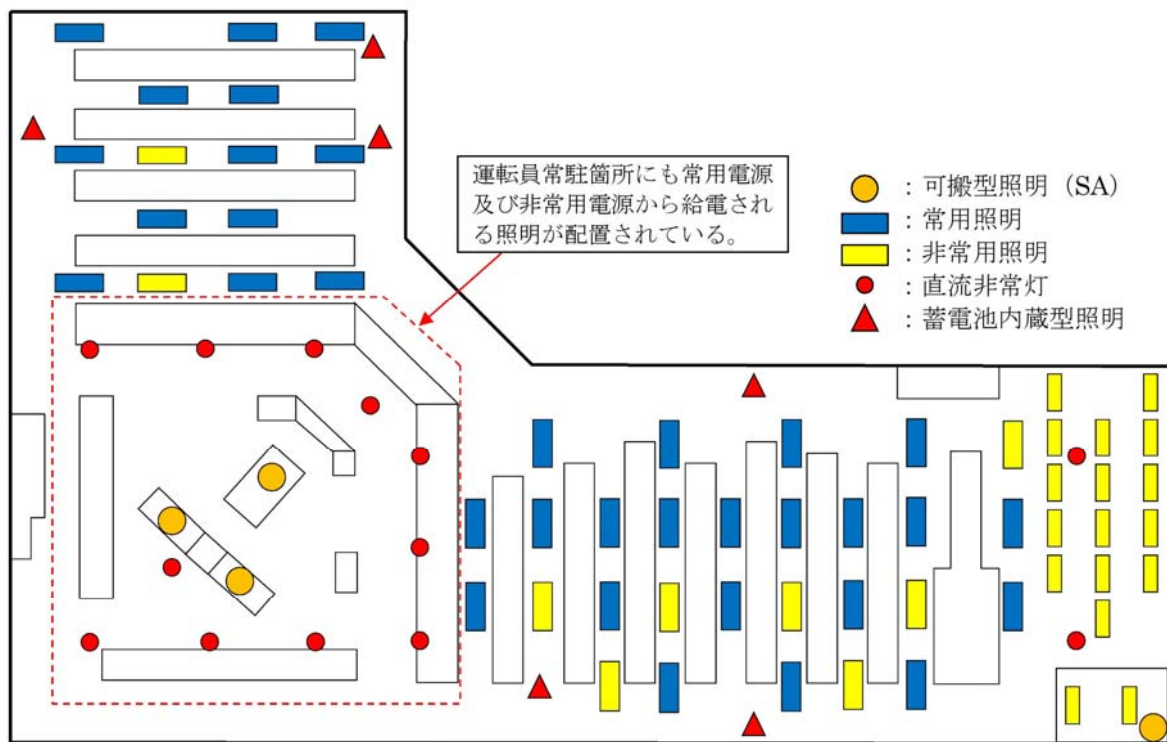 運転員常駐箇所にも常用電源
及び非常用電源から給電され
る照明が配置されている。
：可搬型照明（SA）
：常用照明
：非常用照明
：直流非常灯
：蓄電池内蔵型照明